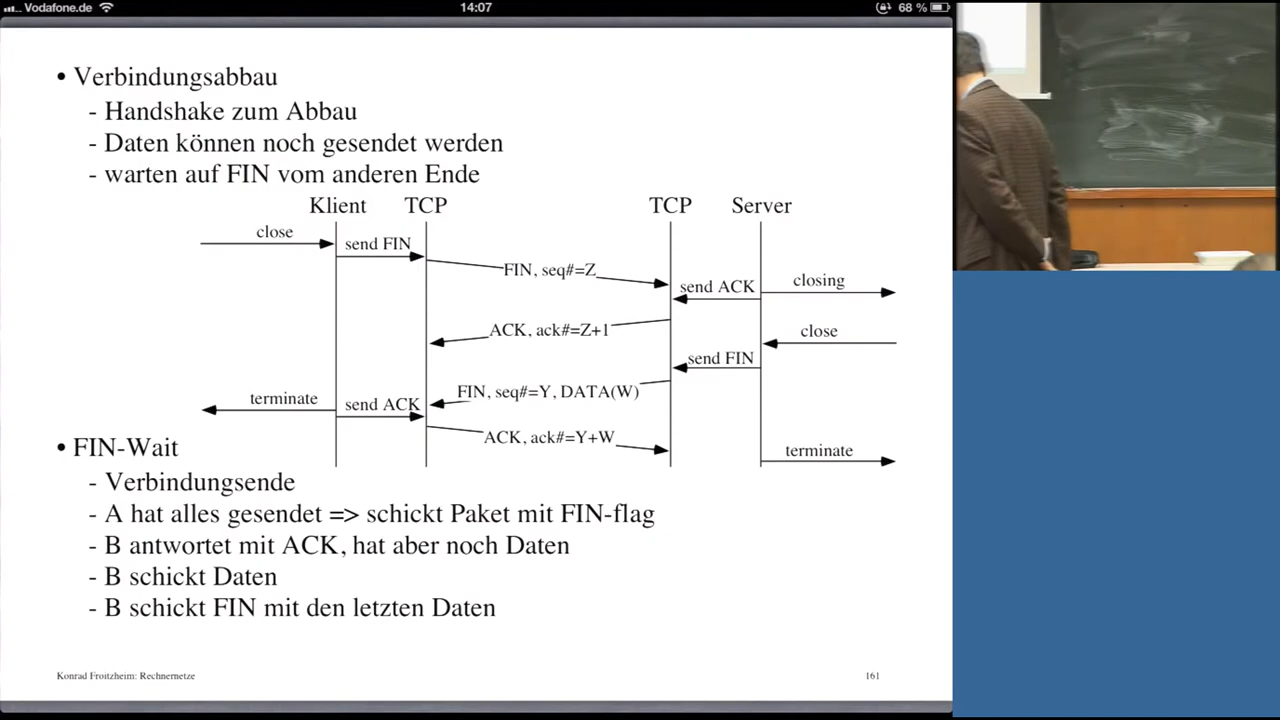 Vodafone.de 14:07 68 %
• Verbindungsabbau
- Handshake zum Abbau
- Daten können noch gesendet werden
- warten auf FIN vom anderen Ende
Klient TCP TCP Server
close
send FIN
FIN, seq#=Z
send ACK
closing
ACK, ack#=Z+1
close
send FIN
FIN, seq#=Y, DATA(W)
terminate
send ACK
ACK, ack#=Y+W
terminate
• FIN-Wait
- Verbindungsende
- A hat alles gesendet => schickt Paket mit FIN-flag
- B antwortet mit ACK, hat aber noch Daten
- B schickt Daten
- B schickt FIN mit den letzten Daten
Konrad Froitzheim: Rechnernetze 161